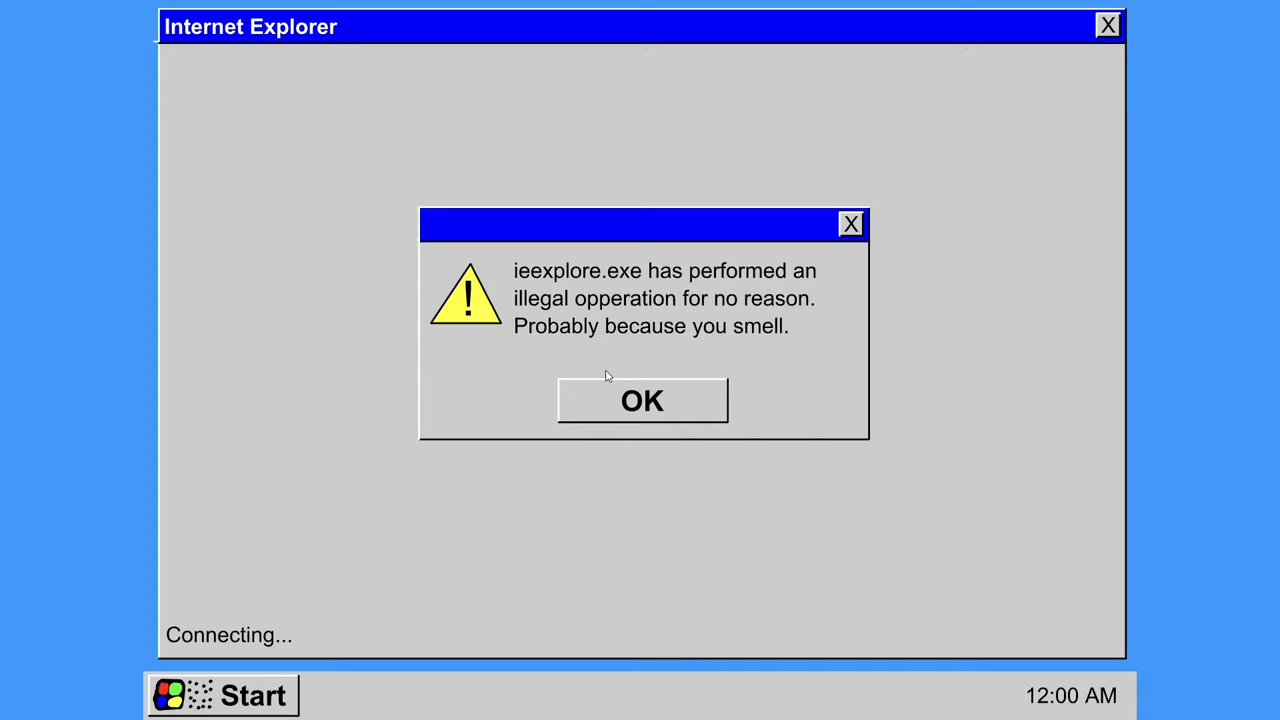 Internet Explorer
X
X
ieexplore.exe has performed an
illegal opperation for no reason.
Probably because you smell.
!
OK
Connecting...
Start
12:00 AM